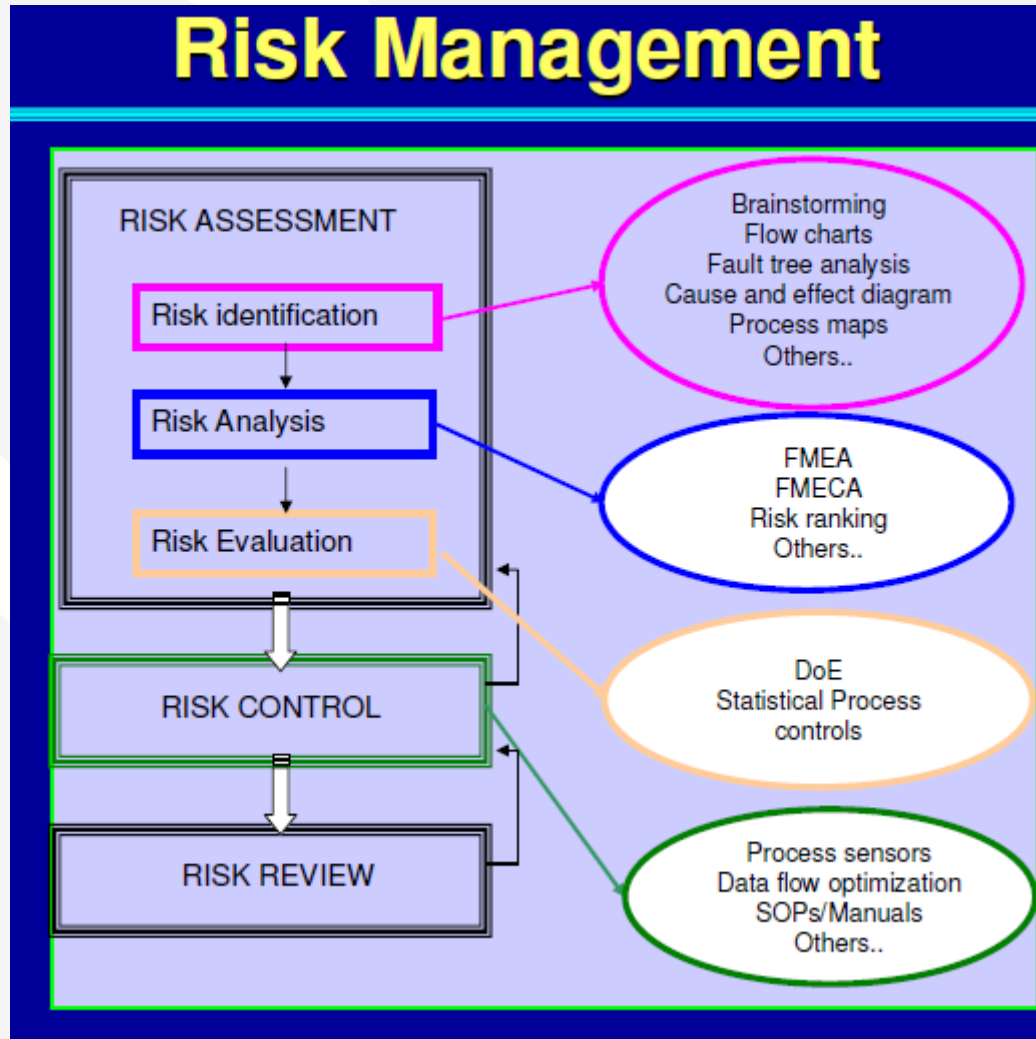 Risk Management
RISK ASSESSMENT
Risk identification
Risk Analysis
Risk Evaluation
RISK CONTROL
RISK REVIEW
Brainstorming
Flow charts
Fault tree analysis
Cause and effect diagram
Process maps
Others..
FMEA
FMECA
Risk ranking
Others..
DoE
Statistical Process
controls
Process sensors
Data flow optimization
SOPs/Manuals
Others..